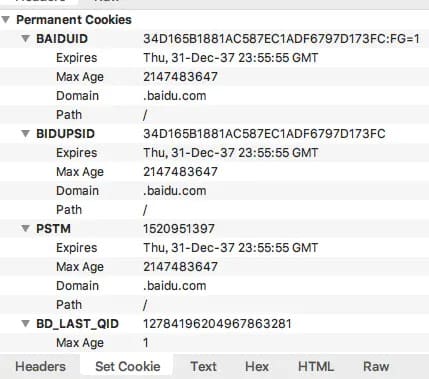 Permanent Cookies
BAIDUID 34D165B1881AC587EC1ADF6797D173FC:FG=1
Expires Thu, 31-Dec-37 23:55:55 GMT
Max Age 2147483647
Domain .baidu.com
Path /
BIDUPSID 34D165B1881AC587EC1ADF6797D173FC
Expires Thu, 31-Dec-37 23:55:55 GMT
Max Age 2147483647
Domain .baidu.com
Path /
PSTM 1520951397
Expires Thu, 31-Dec-37 23:55:55 GMT
Max Age 2147483647
Domain .baidu.com
Path /
BD_LAST_QID 12784196204967863281
Max Age 1
Headers Set Cookie Text Hex HTML Raw